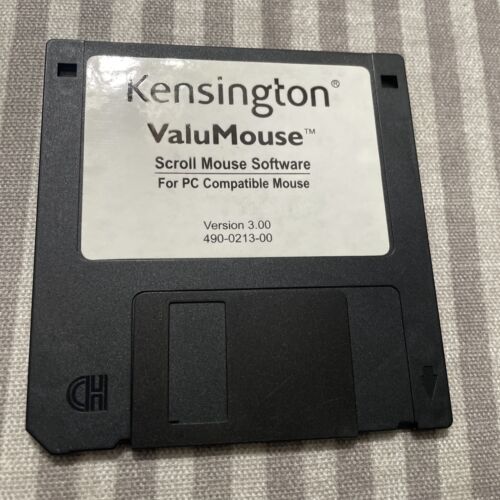 Kensington®
ValuMouse™
Scroll Mouse Software
For PC Compatible Mouse
Version 3.00
490-0213-00